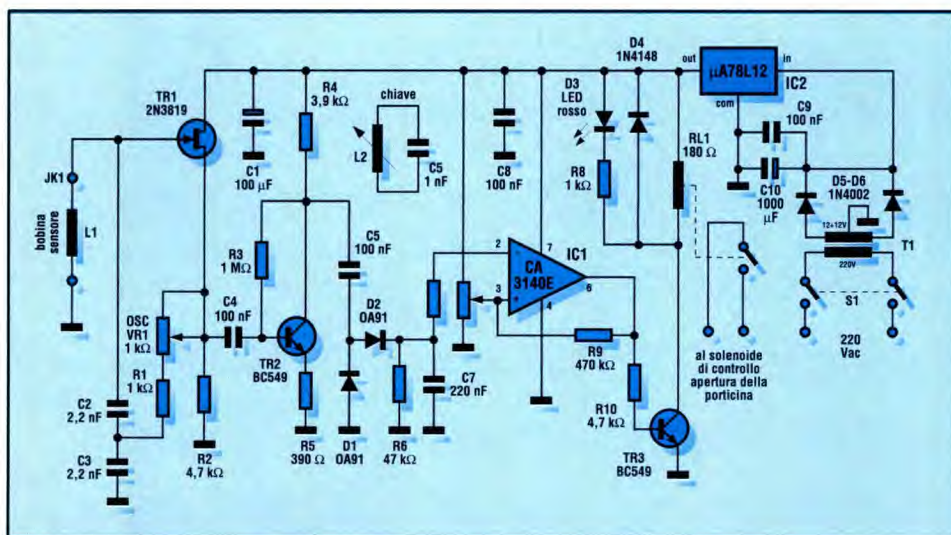 TR1
2N3819
JK1
bobina
sensore
L1
OSC
VR1
1 kΩ
R1
1 kΩ
C2
2,2 nF
C3
2,2 nF
R2
4,7 kΩ
C4
100 nF
C1
100 µF
R4
3,9 kΩ
R3
1 MΩ
TR2
BC549
R5
390 Ω
chiave
L2
C5
1 nF
C5
100 nF
D2
OA91
D1
OA91
R6
47 kΩ
C7
220 nF
C8
100 nF
2
3
7
4
6
IC1
CA
3140E
R9
470 kΩ
R10
4,7 kΩ
TR3
BC549
D3
LED
rosso
R8
1 kΩ
D4
1N4148
RL1
180 Ω
out
in
µA78L12
IC2
com
C9
100 nF
C10
1000
µF
D5-D6
1N4002
12+12V
220V
T1
S1
220
Vac
al solenoide
di controllo
apertura della
porticina